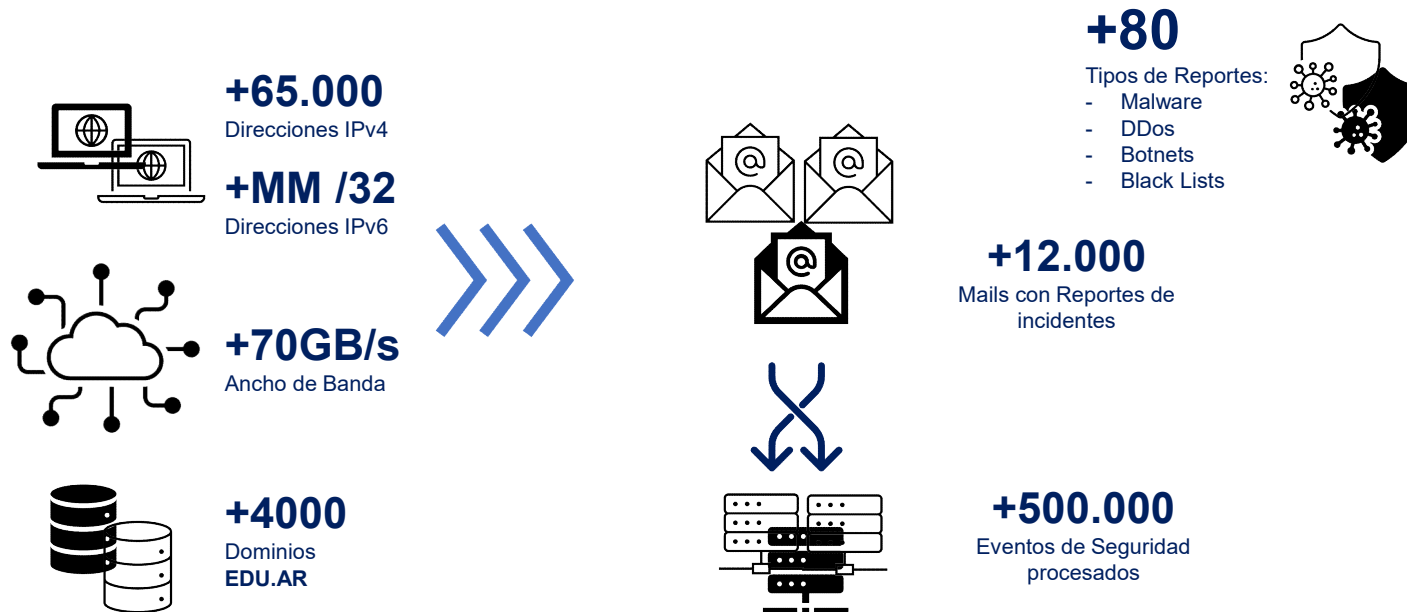 +65.000
Direcciones IPv4
+MM /32
Direcciones IPv6
+70GB/s
Ancho de Banda
+4000
Dominios
EDU.AR
+80
Tipos de Reportes:
- Malware
- DDos
- Botnets
- Black Lists
@ @
@
+12.000
Mails con Reportes de
incidentes
+500.000
Eventos de Seguridad
procesados